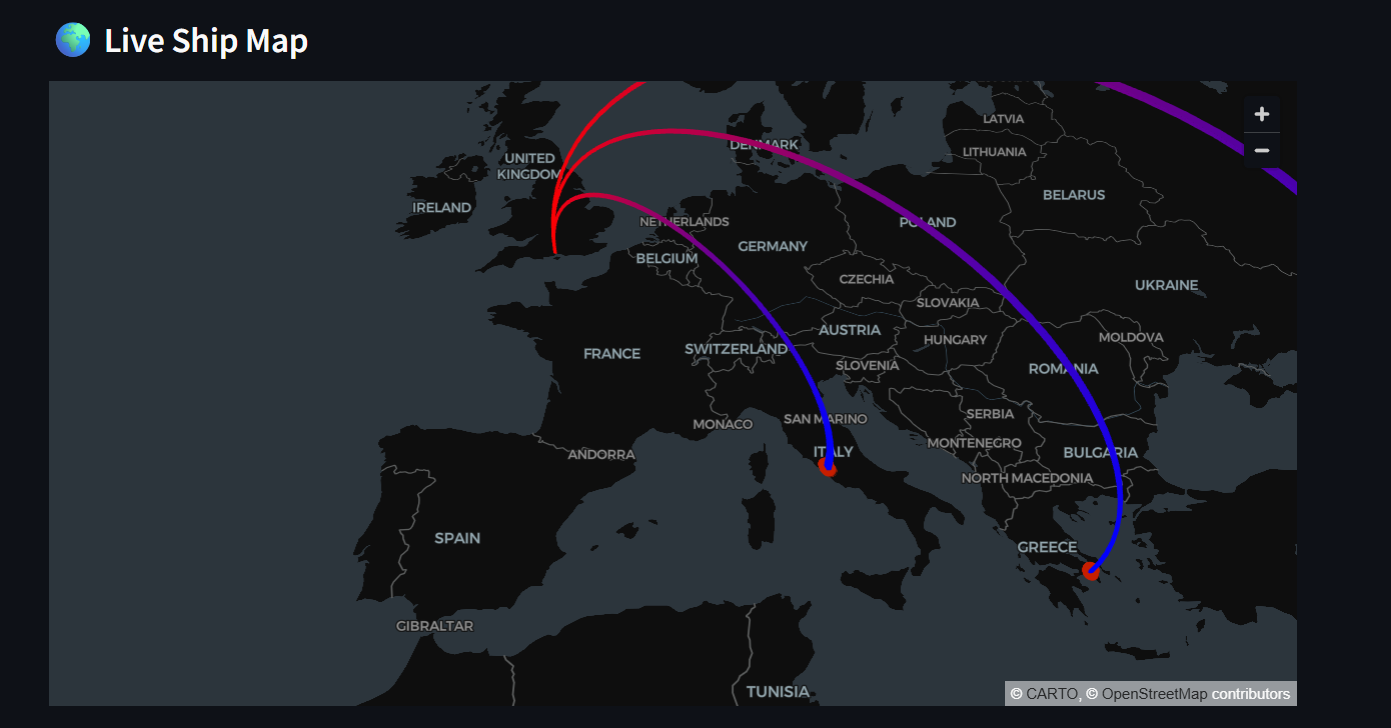 Live Ship Map
+
−
LATVIA
DENMARK
LITHUANIA
UNITED
KINGDOM
BELARUS
IRELAND
NETHERLANDS
POLAND
GERMANY
BELGIUM
CZECHIA
UKRAINE
SLOVAKIA
AUSTRIA
HUNGARY
MOLDOVA
FRANCE
SWITZERLAND
SLOVENIA
ROMANIA
SERBIA
SAN MARINO
MONACO
MONTENEGRO
ANDORRA
ITALY
BULGARIA
NORTH MACEDONIA
SPAIN
GREECE
GIBRALTAR
TUNISIA
© CARTO, © OpenStreetMap contributors